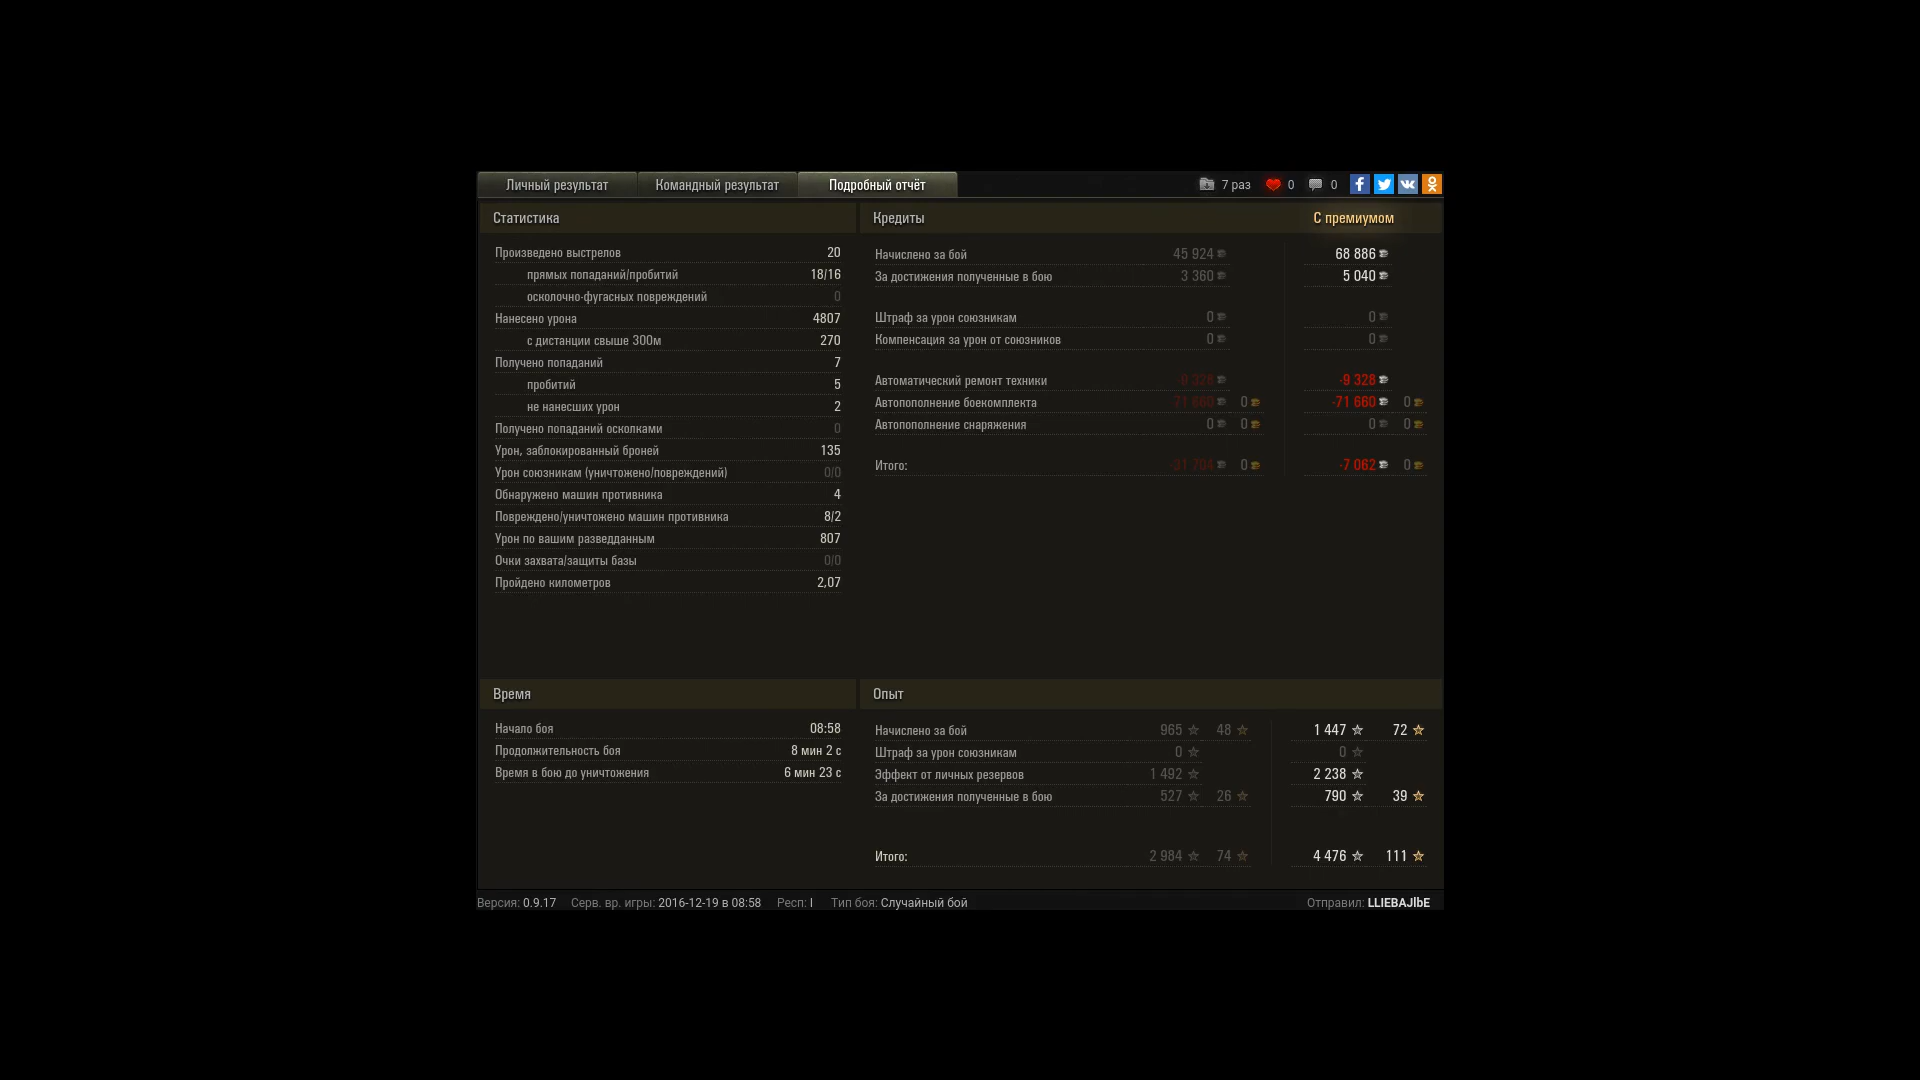 Личный результат Командный результат Подробный отчёт 7 раз 0 0
Статистика
Произведено выстрелов 20
прямых попаданий/пробитий 18/16
осколочно-фугасных повреждений 0
Нанесено урона 4807
с дистанции свыше 300м 270
Получено попаданий 7
пробитий 5
не нанесших урон 2
Получено попаданий осколками 0
Урон, заблокированный броней 135
Урон союзникам (уничтожено/повреждений) 0/0
Обнаружено машин противника 4
Повреждено/уничтожено машин противника 8/2
Урон по вашим разведданным 807
Очки захвата/защиты базы 0/0
Пройдено километров 2,07
Кредиты С премиумом
Начислено за бой 45 924 68 886
За достижения полученные в бою 3 360 5 040
Штраф за урон союзникам 0 0
Компенсация за урон от союзников 0 0
Автоматический ремонт техники -9 328 -9 328
Автопополнение боекомплекта -71 660 0 -71 660 0
Автопополнение снаряжения 0 0 0 0
Итого: -31 704 0 -7 062 0
Время
Начало боя 08:58
Продолжительность боя 8 мин 2 с
Время в бою до уничтожения 6 мин 23 с
Опыт
Начислено за бой 965 48 1 447 72
Штраф за урон союзникам 0 0
Эффект от личных резервов 1 492 2 238
За достижения полученные в бою 527 26 790 39
Итого: 2 984 74 4 476 111
Версия: 0.9.17 Серв. вр. игры: 2016-12-19 в 08:58 Респ: I Тип боя: Случайный бой Отправил: LLIEBAJlbE